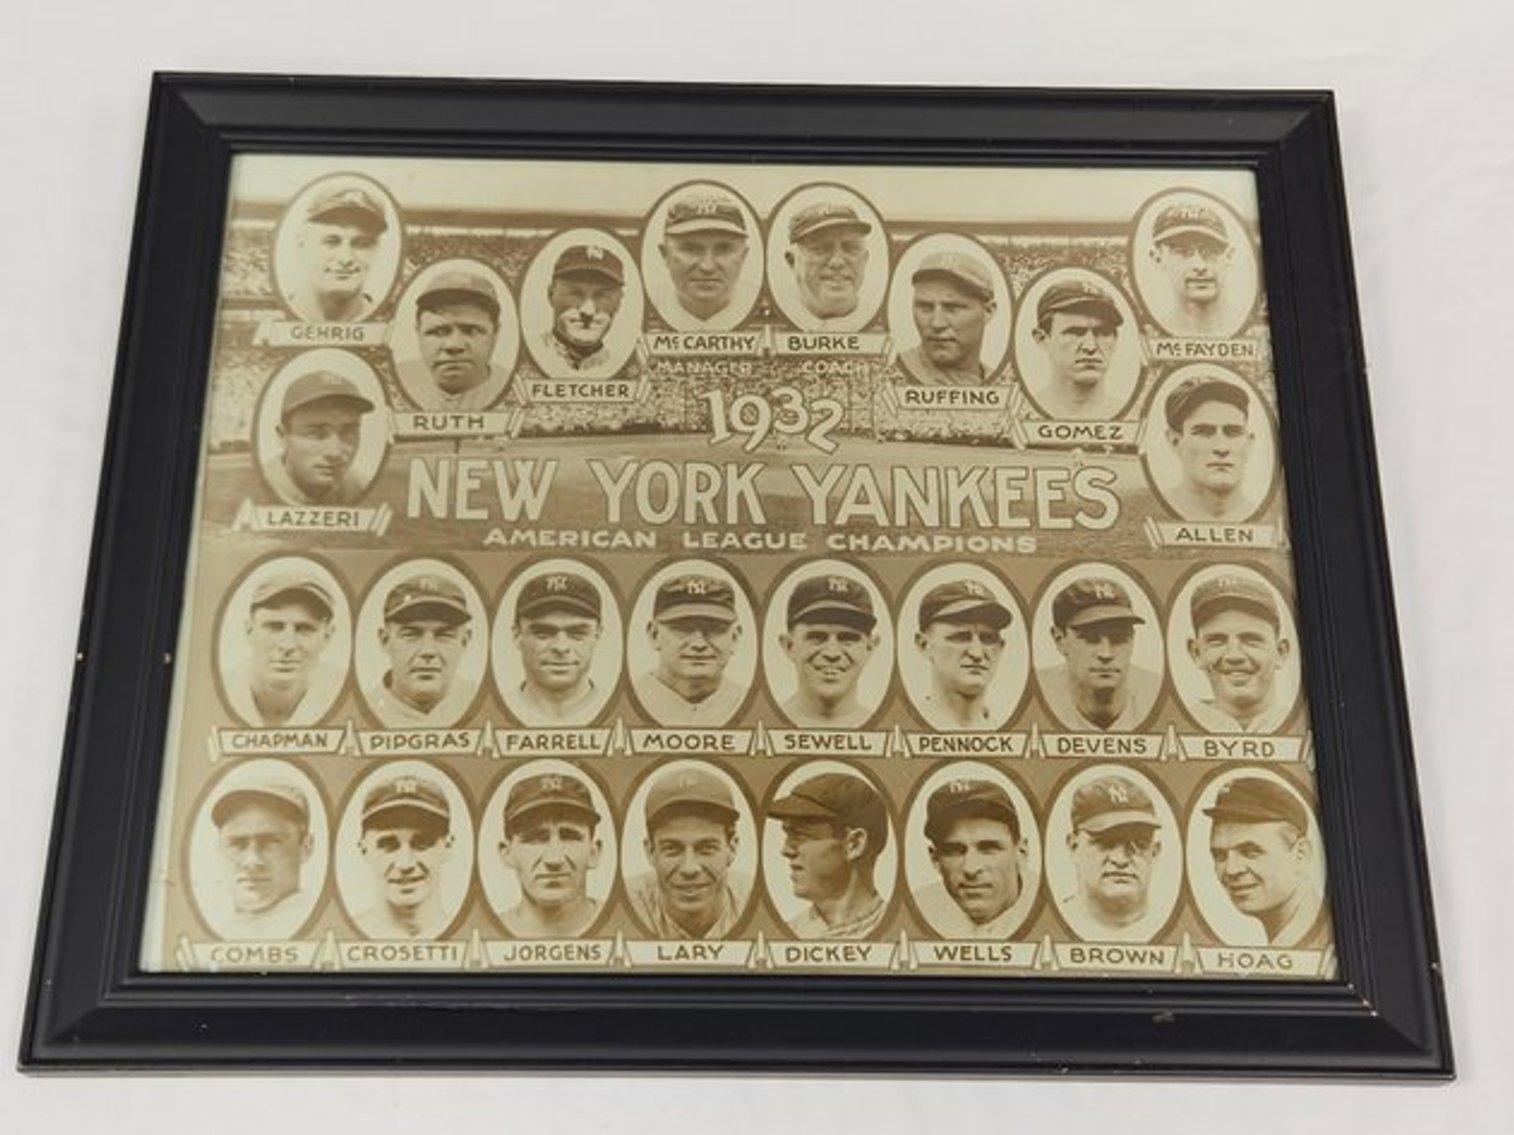 GEHRIG
RUTH
FLETCHER
McCARTHY
MANAGER
BURKE
COACH
RUFFING
GOMEZ
McFAYDEN
LAZZERI
ALLEN
1932
NEW YORK YANKEES
AMERICAN LEAGUE CHAMPIONS
CHAPMAN PIPGRAS FARRELL MOORE SEWELL PENNOCK DEVENS BYRD
COMBS CROSETTI JORGENS LARY DICKEY WELLS BROWN HOAG